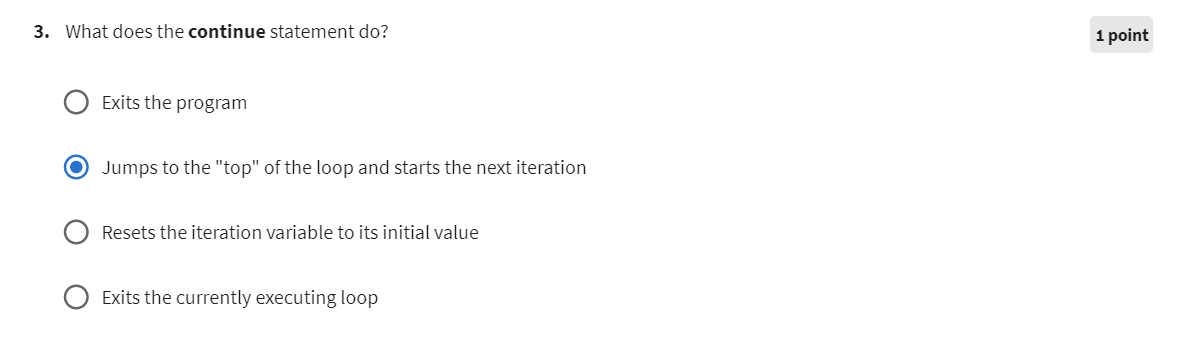 3. What does the continue statement do?
1 point
Exits the program
Jumps to the "top" of the loop and starts the next iteration
Resets the iteration variable to its initial value
Exits the currently executing loop